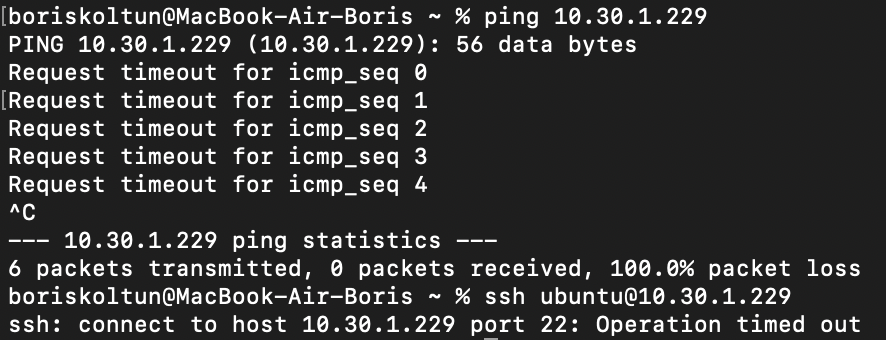 [boriskoltun@MacBook-Air-Boris ~ % ping 10.30.1.229
PING 10.30.1.229 (10.30.1.229): 56 data bytes
Request timeout for icmp_seq 0
[Request timeout for icmp_seq 1
Request timeout for icmp_seq 2
Request timeout for icmp_seq 3
Request timeout for icmp_seq 4
^C
--- 10.30.1.229 ping statistics ---
6 packets transmitted, 0 packets received, 100.0% packet loss
boriskoltun@MacBook-Air-Boris ~ % ssh ubuntu@10.30.1.229
ssh: connect to host 10.30.1.229 port 22: Operation timed out